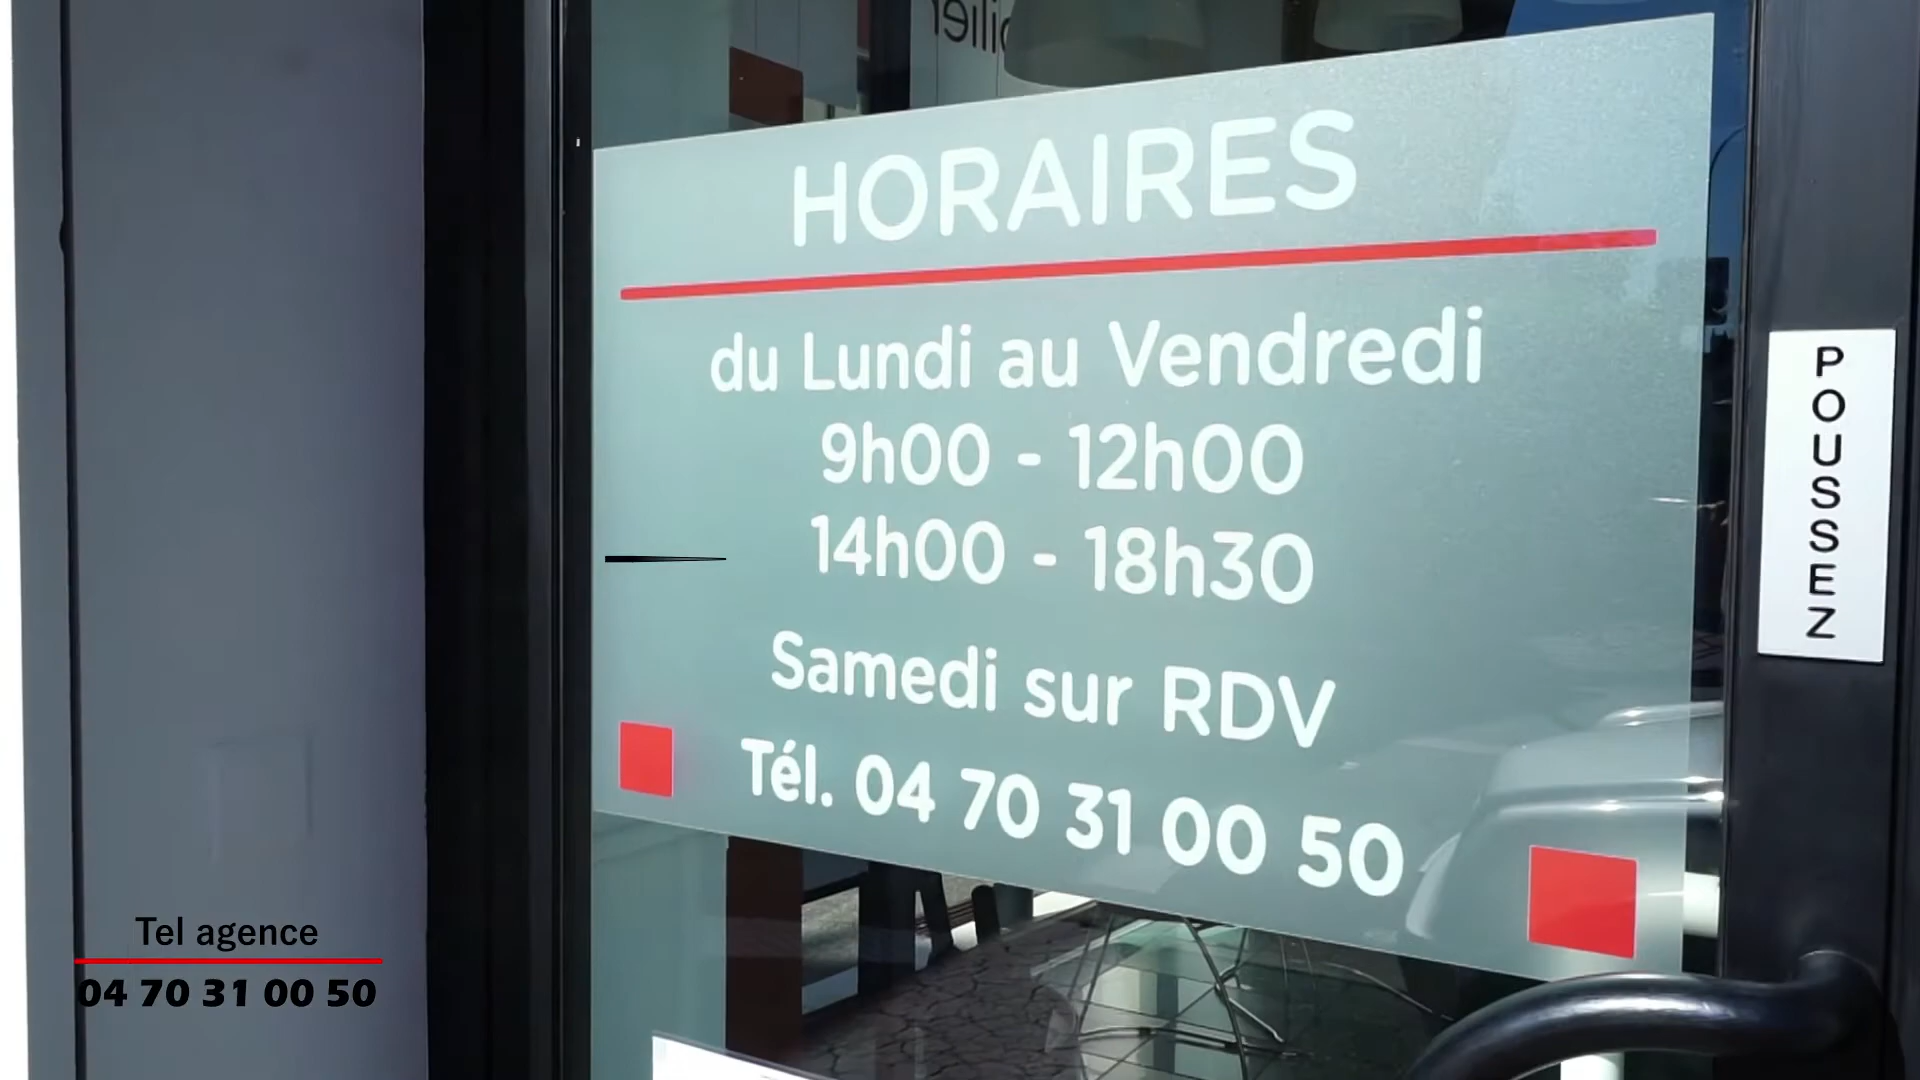 HORAIRES
du Lundi au Vendredi
9h00 - 12h00
14h00 - 18h30
Samedi sur RDV
Tél. 04 70 31 00 50
POUSSEZ
Tel agence
04 70 31 00 50